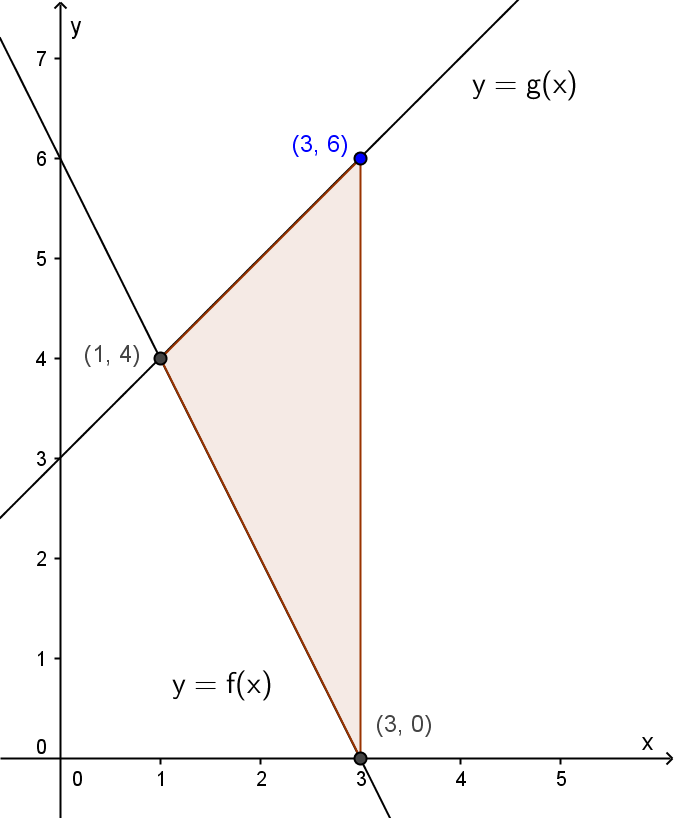 y
7
y = g(x)
(3, 6)
6
5
(1, 4)
4
3
2
1
y = f(x)
(3, 0)
0
x
0 1 2 3 4 5